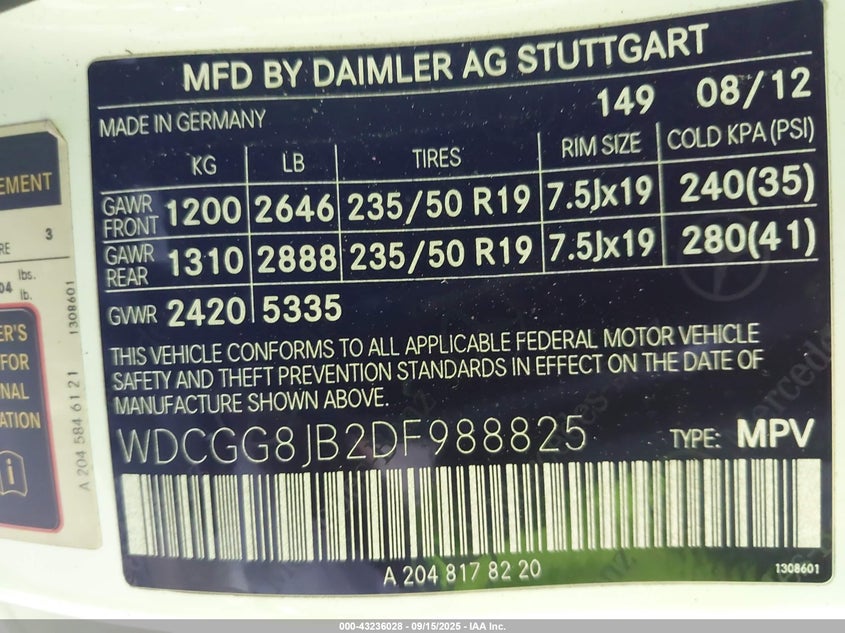 MFD BY DAIMLER AG STUTTGART
MADE IN GERMANY 149 08/12
KG LB TIRES RIM SIZE COLD KPA (PSI)
GAWR FRONT 1200 2646 235/50 R19 7.5Jx19 240(35)
GAWR REAR 1310 2888 235/50 R19 7.5Jx19 280(41)
GVWR 2420 5335
THIS VEHICLE CONFORMS TO ALL APPLICABLE FEDERAL MOTOR VEHICLE
SAFETY AND THEFT PREVENTION STANDARDS IN EFFECT ON THE DATE OF
MANUFACTURE SHOWN ABOVE.
WDCGG8JB2DF988825 TYPE: MPV
A 204 817 82 20
1308601
3
lbs.
lb.
1308601
A 204 584 61 21
FOR
000-43236028 - 09/15/2025 - IAA Inc.